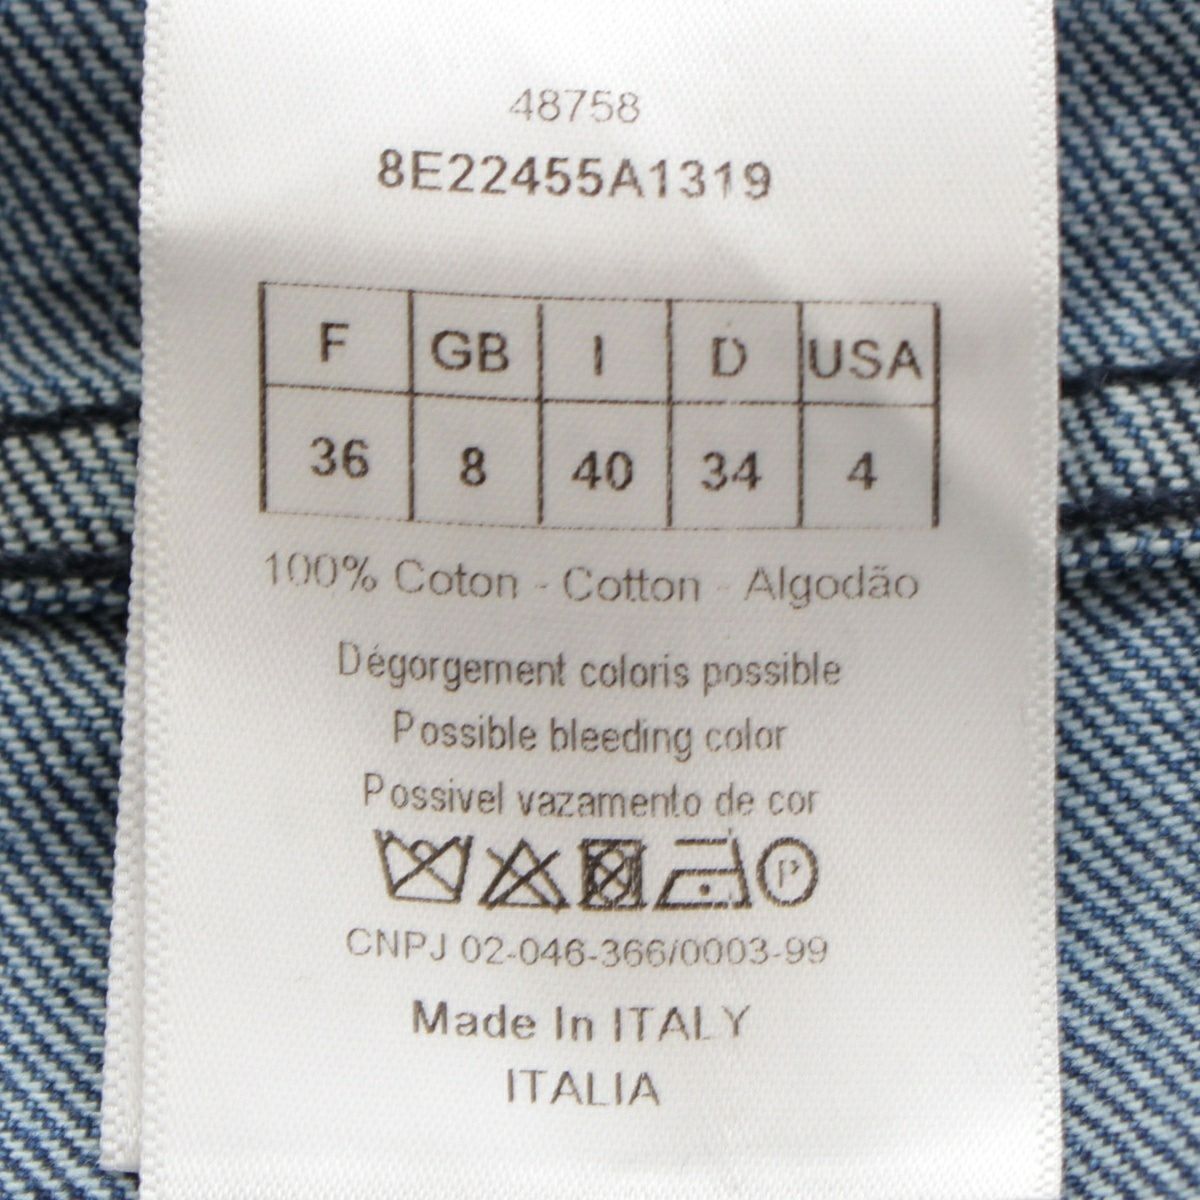 48758
8E22455A1319
F GB I D USA
36 8 40 34 4
100% Coton - Cotton - Algodão
Dégorgement coloris possible
Possible bleeding color
Possivel vazamento de cor
P
CNPJ 02-046-366/0003-99
Made In ITALY
ITALIA